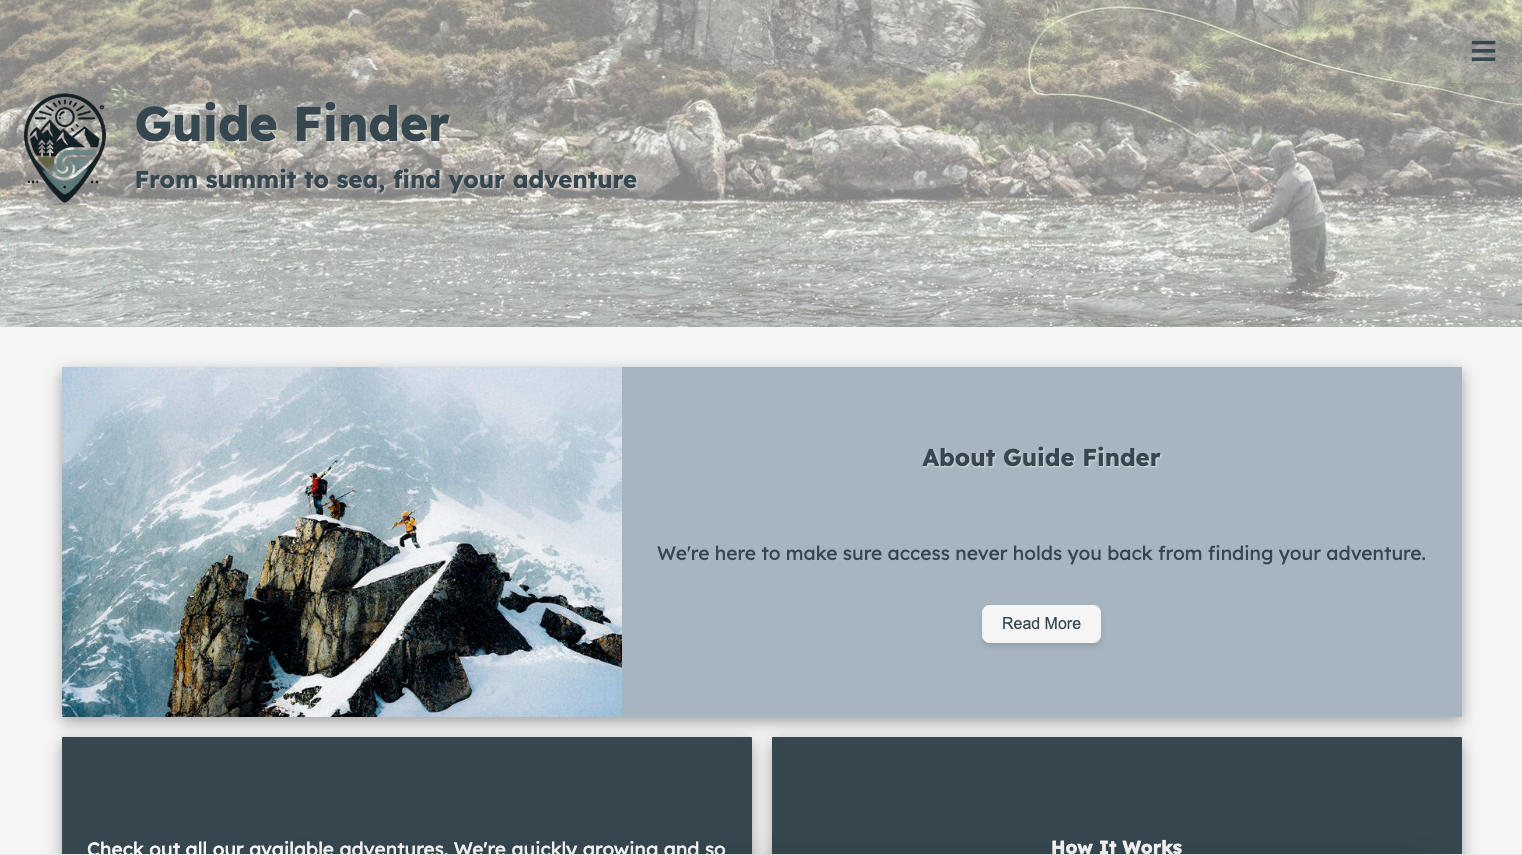 Guide Finder
From summit to sea, find your adventure
About Guide Finder
We're here to make sure access never holds you back from finding your adventure.
Read More
Check out all our available adventures. We're quickly growing and so
How It Works